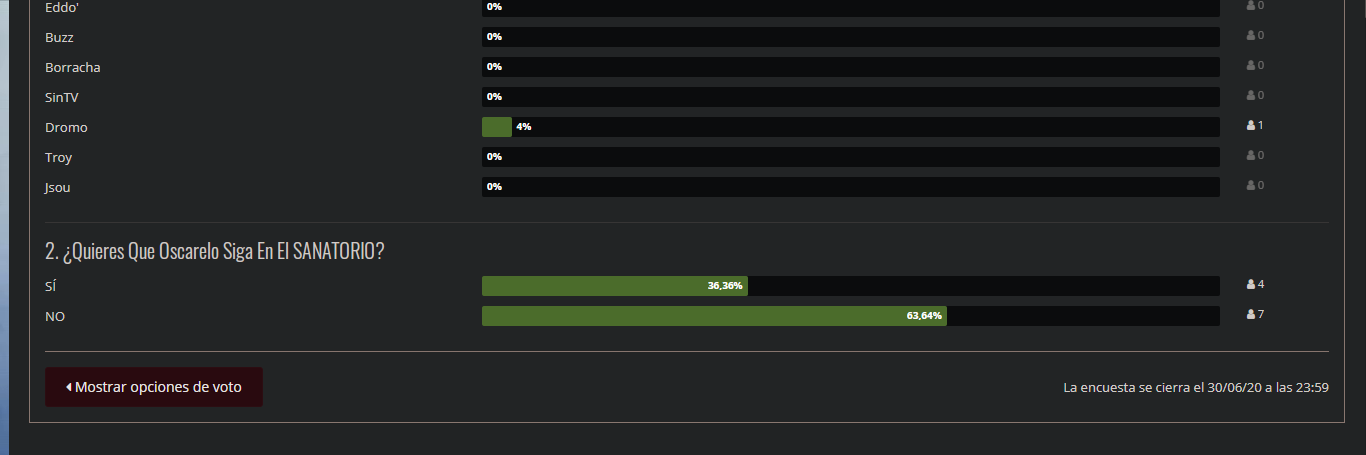 Eddo' 0% 0
Buzz 0% 0
Borracha 0% 0
SinTV 0% 0
Dromo 4% 1
Troy 0% 0
Jsou 0% 0
2. ¿Quieres Que Oscarelo Siga En El SANATORIO?
SÍ 36,36% 4
NO 63,64% 7
Mostrar opciones de voto La encuesta se cierra el 30/06/20 a las 23:59